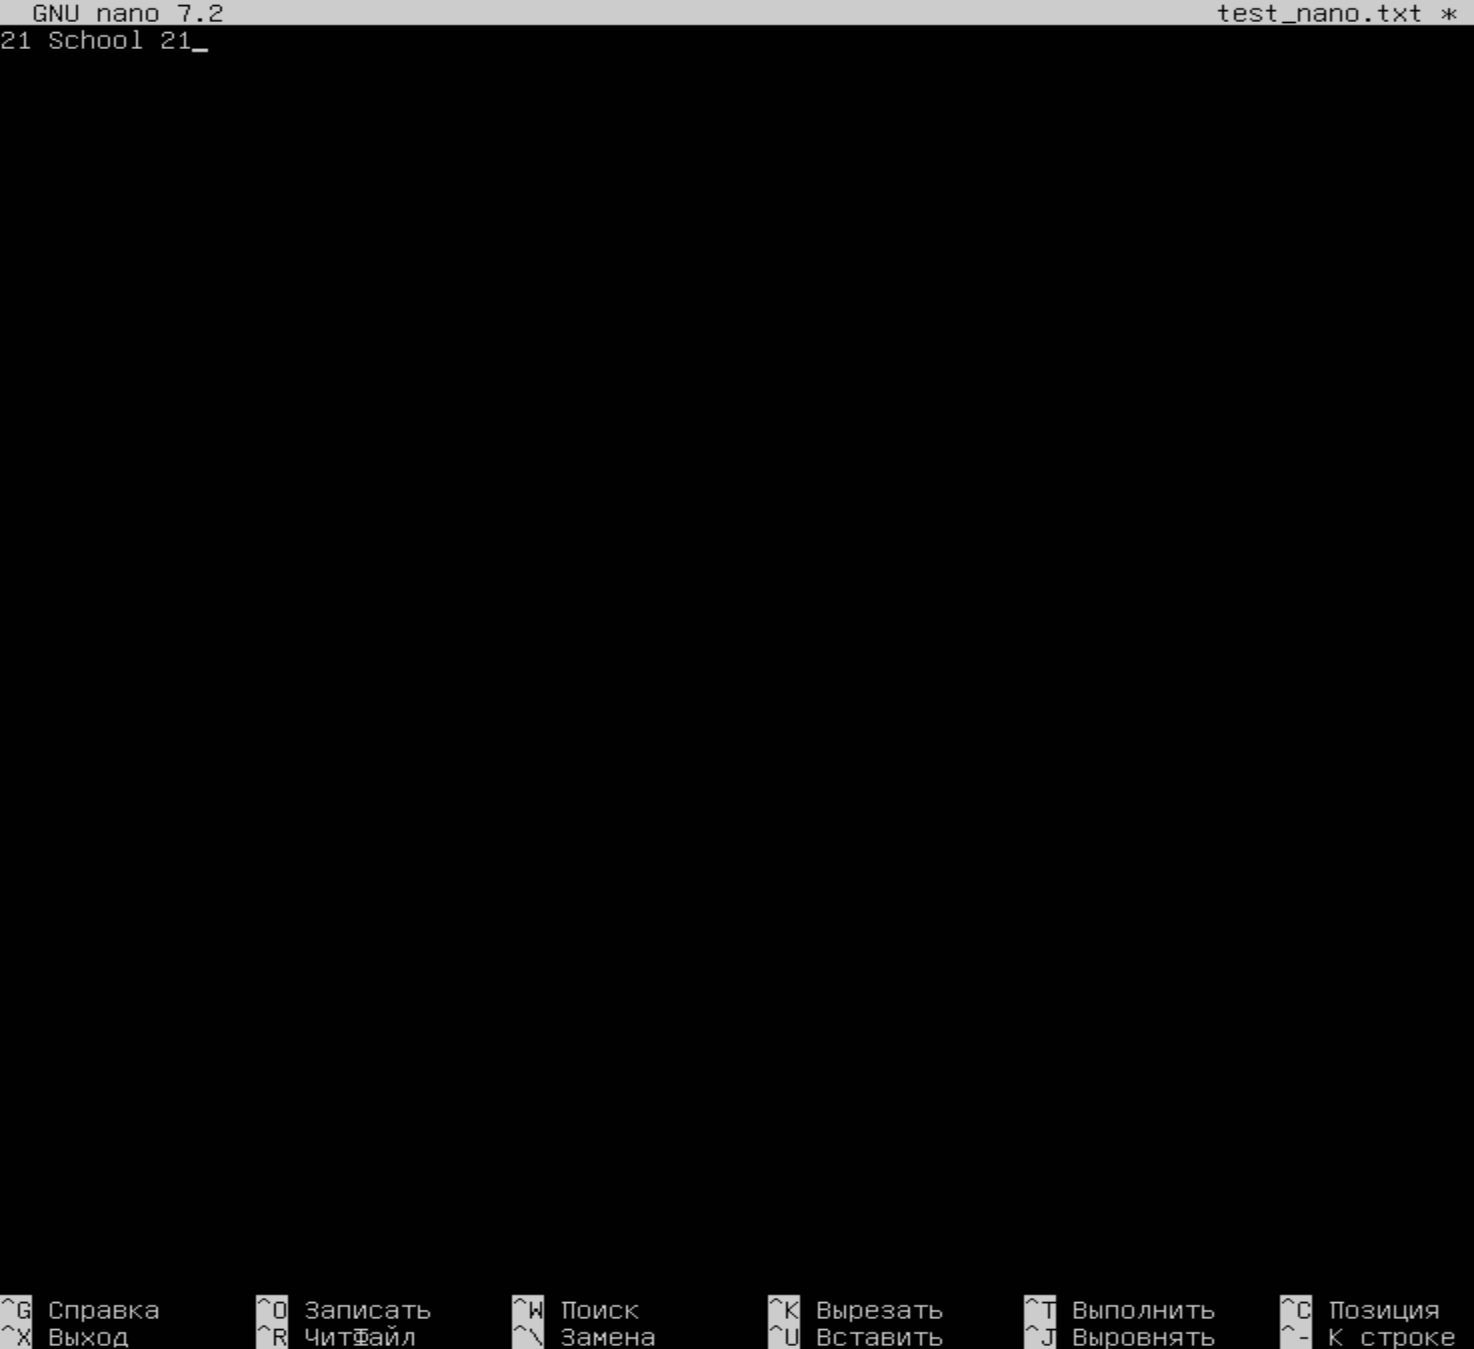 GNU nano 7.2 test_nano.txt *
21 School 21_
^G Справка ^O Записать ^W Поиск ^K Вырезать ^T Выполнить ^C Позиция
^X Выход ^R ЧитФайл ^\ Замена ^U Вставить ^J Выровнять ^- К строке